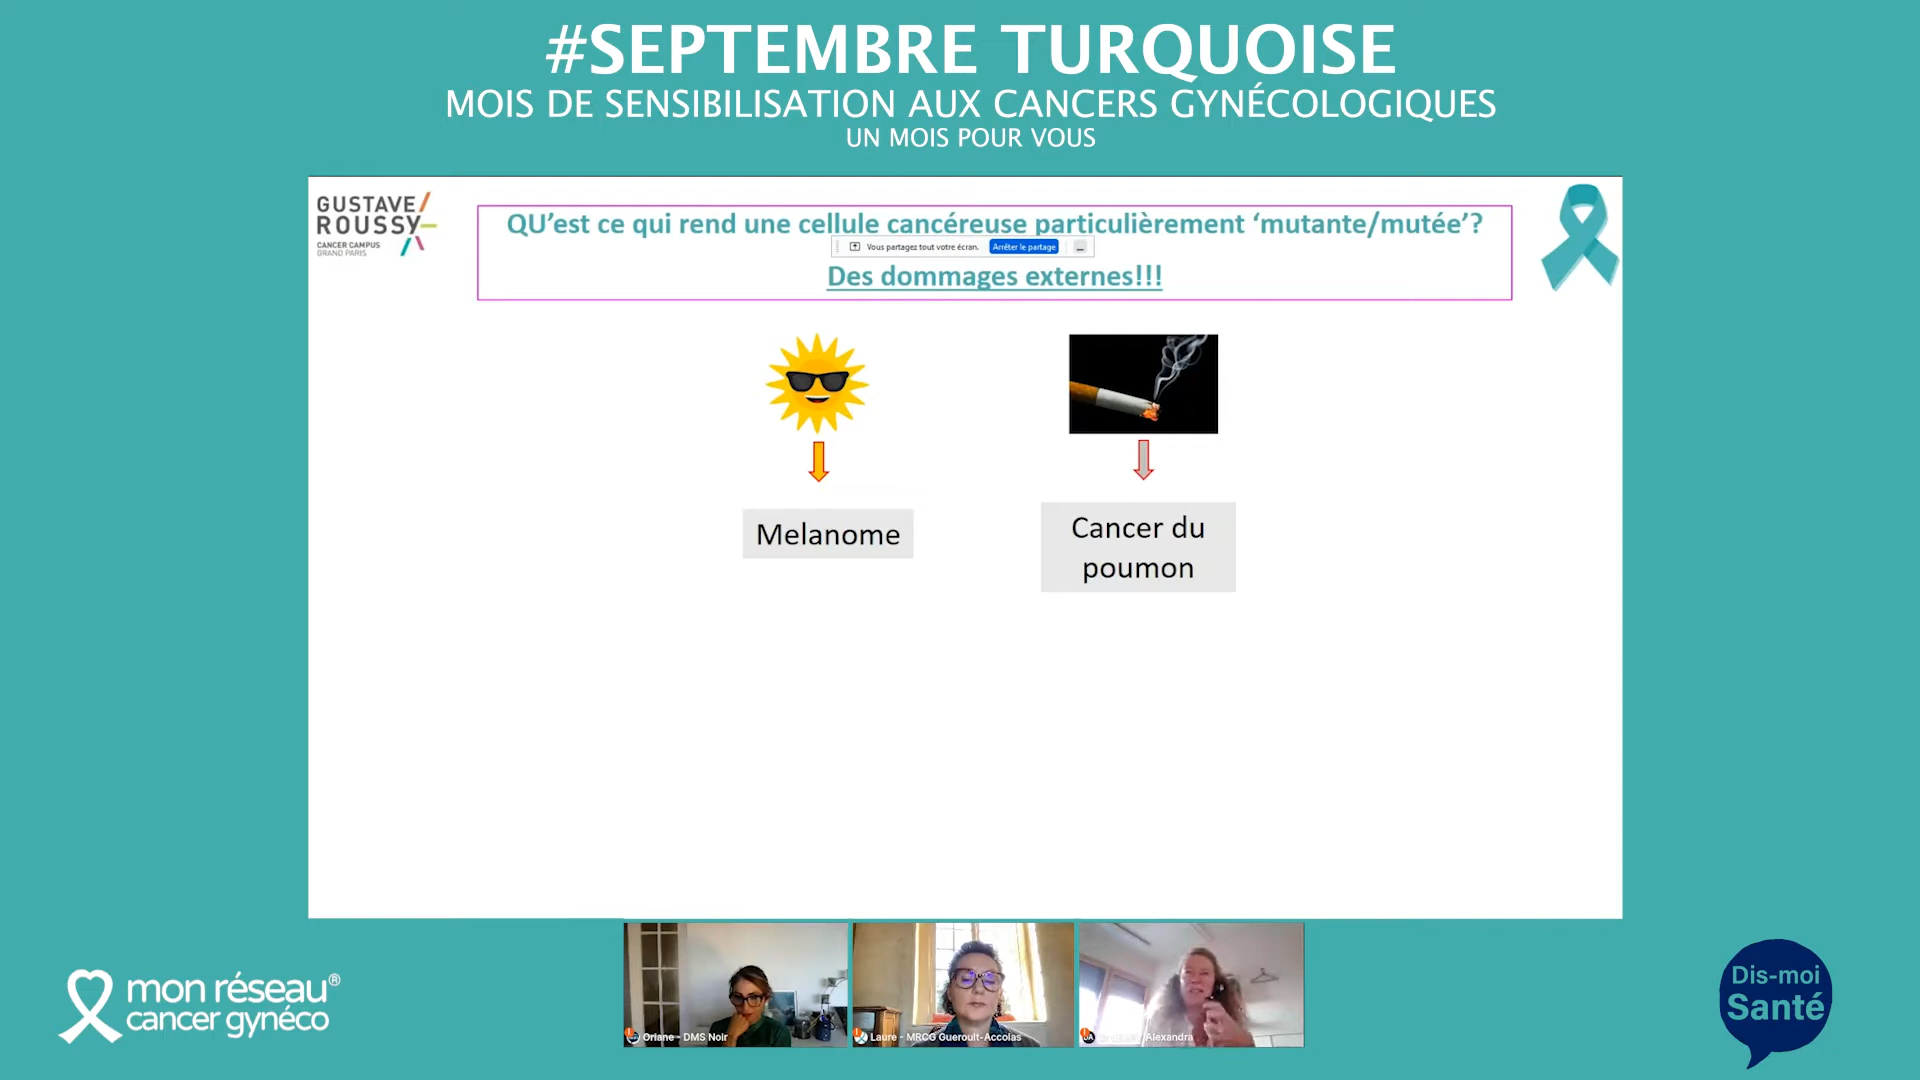 #SEPTEMBRE TURQUOISE
MOIS DE SENSIBILISATION AUX CANCERS GYNÉCOLOGIQUES
UN MOIS POUR VOUS
GUSTAVE
ROUSSY
CANCER CAMPUS
GRAND PARIS
QU’est ce qui rend une cellule cancéreuse particulièrement ‘mutante/mutée’?
Vous partagez tout votre écran. Arrêter le partage
Des dommages externes!!!
Melanome
Cancer du
poumon
Oriane - DMS Noir
Laure - MRCG Gueroult-Accolas
Alexandra
mon réseau®
cancer gynéco
Dis-moi
Santé